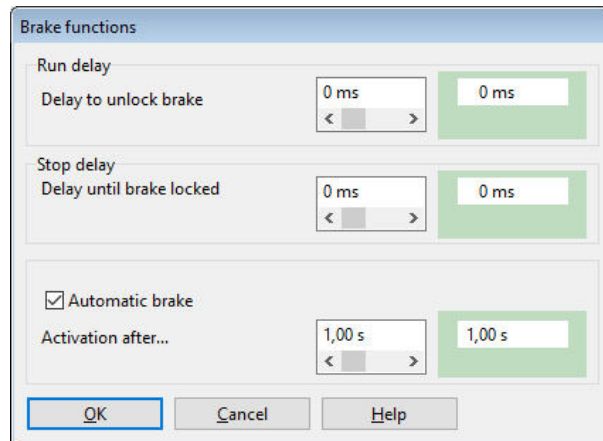 Brake functions
Run delay
Delay to unlock brake 0 ms 0 ms
Stop delay
Delay until brake locked 0 ms 0 ms
Automatic brake
Activation after... 1,00 s 1,00 s
OK Cancel Help